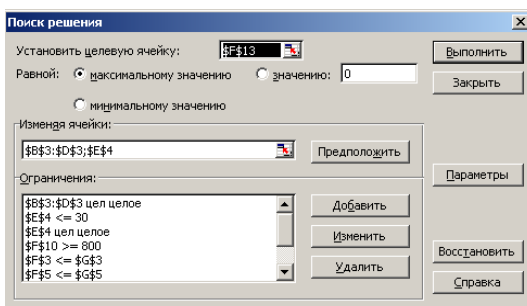 Поиск решения
Установить целевую ячейку: $F$13 Выполнить
Равной: максимальному значению значению: 0 Закрыть
минимальному значению
Изменяя ячейки:
$B$3:$D$3;$E$4 Предположить
Ограничения: Параметры
$B$3:$D$3 цел целое Добавить
$E$4 <= 30
$E$4 цел целое Изменить
$F$10 >= 800 Восстановить
$F$3 <= $G$3 Удалить
$F$5 <= $G$5 Справка